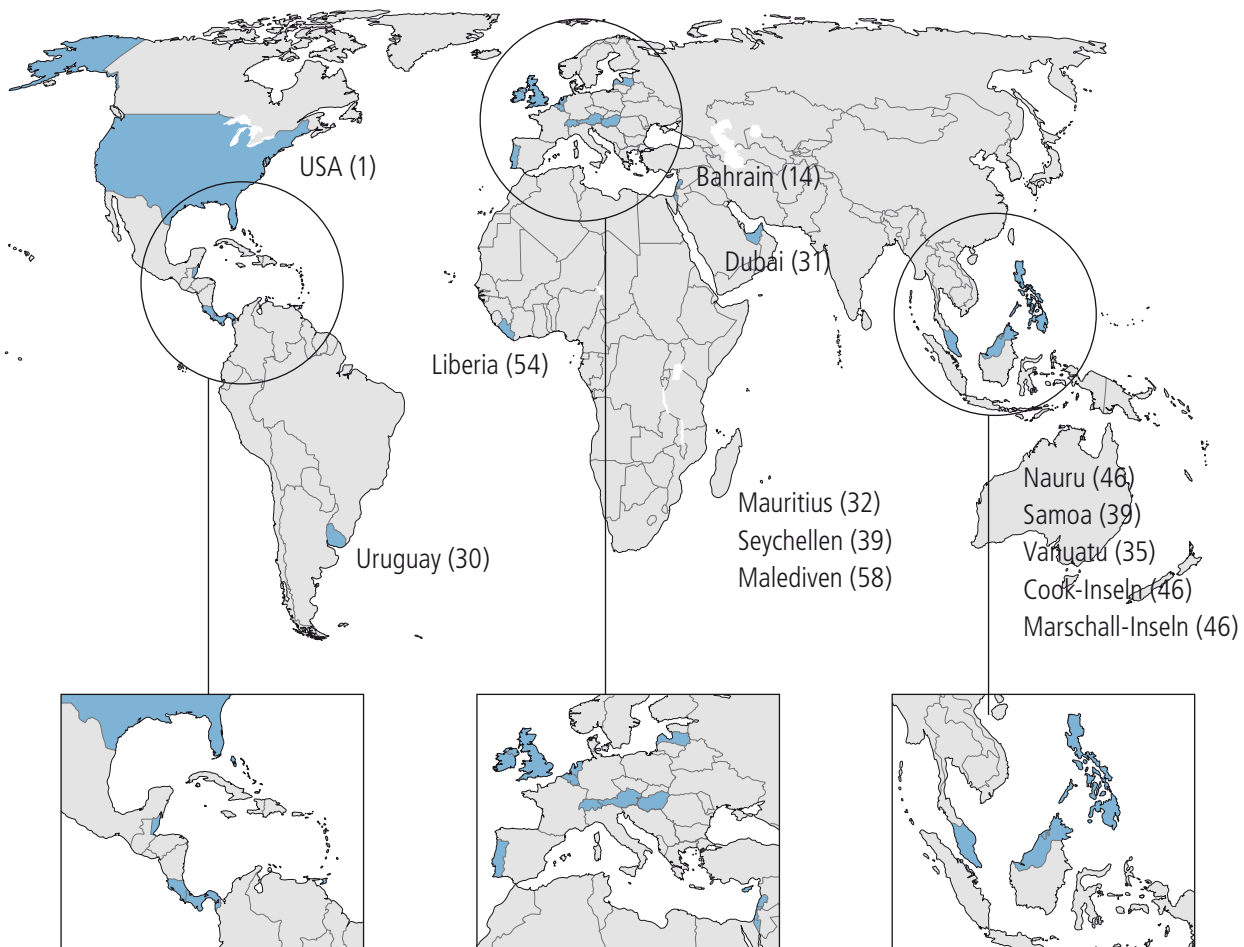 USA (1)
Bahrain (14)
Dubai (31)
Liberia (54)
Mauritius (32)
Seychellen (39)
Malediven (58)
Nauru (46)
Samoa (39)
Vanuatu (35)
Cook-Inseln (46)
Marschall-Inseln (46)
Uruguay (30)